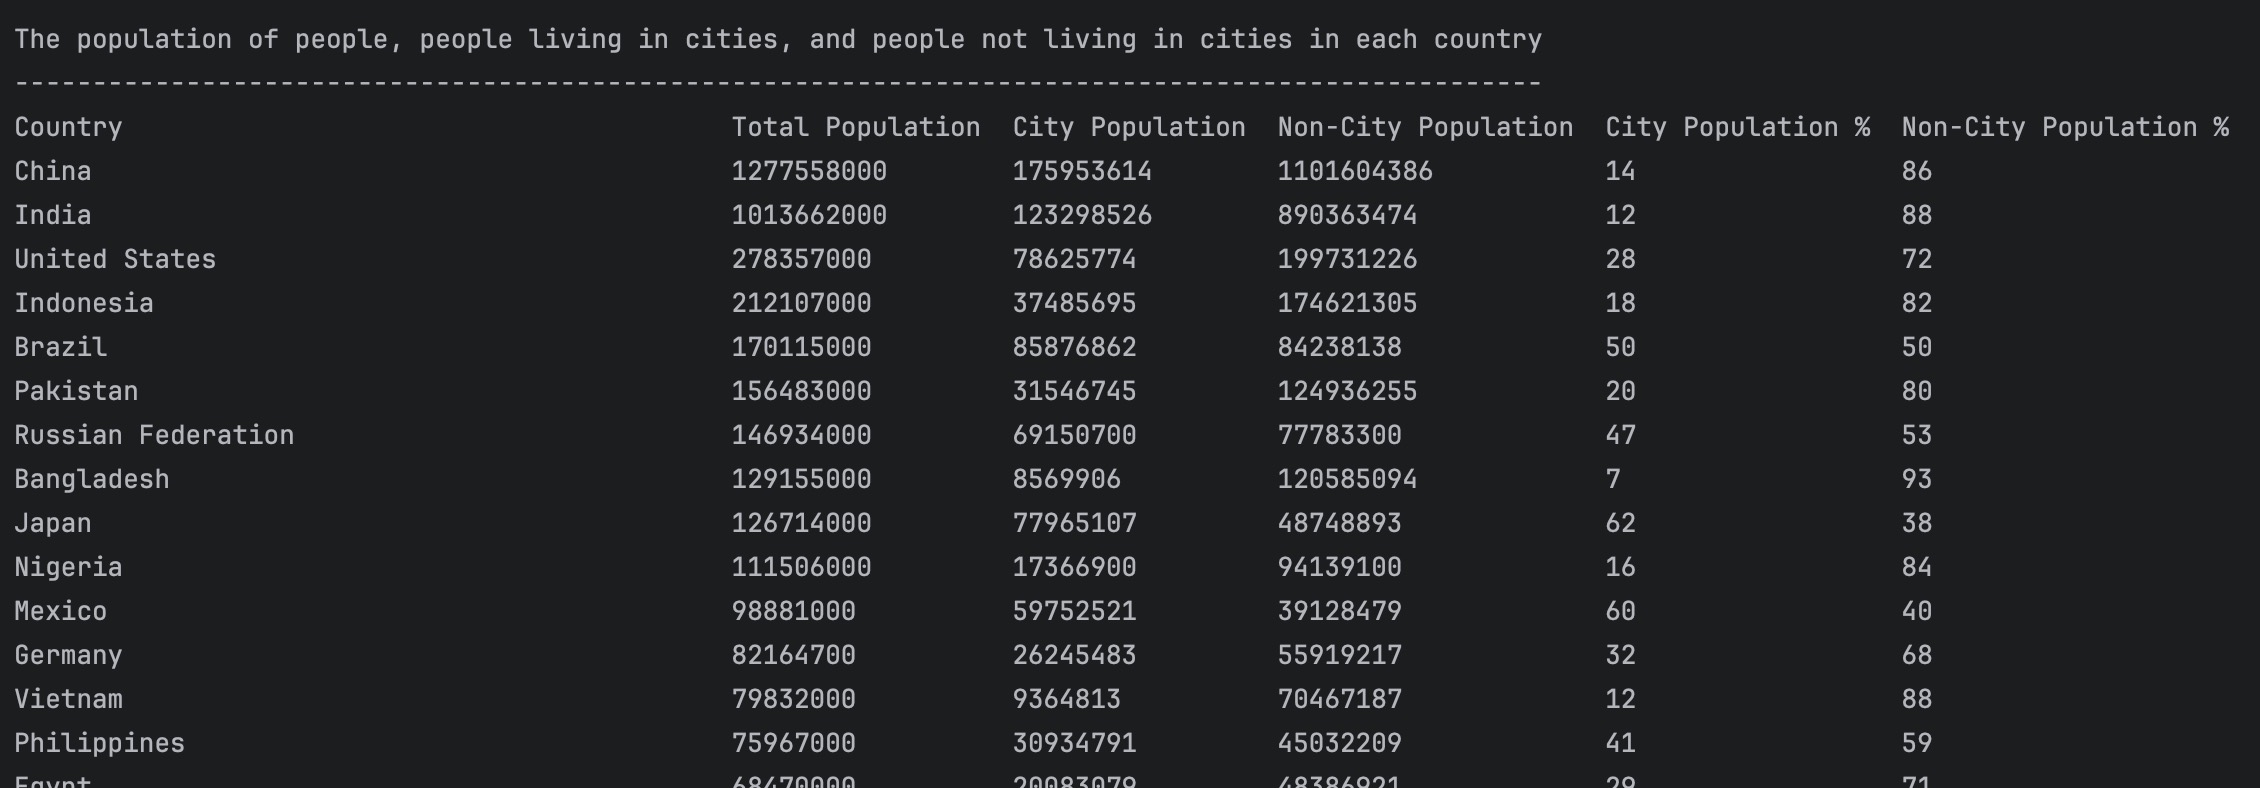 The population of people, people living in cities, and people not living in cities in each country
--------------------------------------------------------------------------------------------------
Country Total Population City Population Non-City Population City Population % Non-City Population %
China 1277558000 175953614 1101604386 14 86
India 1013662000 123298526 890363474 12 88
United States 278357000 78625774 199731226 28 72
Indonesia 212107000 37485695 174621305 18 82
Brazil 170115000 85876862 84238138 50 50
Pakistan 156483000 31546745 124936255 20 80
Russian Federation 146934000 69150700 77783300 47 53
Bangladesh 129155000 8569906 120585094 7 93
Japan 126714000 77965107 48748893 62 38
Nigeria 111506000 17366900 94139100 16 84
Mexico 98881000 59752521 39128479 60 40
Germany 82164700 26245483 55919217 32 68
Vietnam 79832000 9364813 70467187 12 88
Philippines 75967000 30934791 45032209 41 59
Egypt 68470000 20083079 48386921 29 71